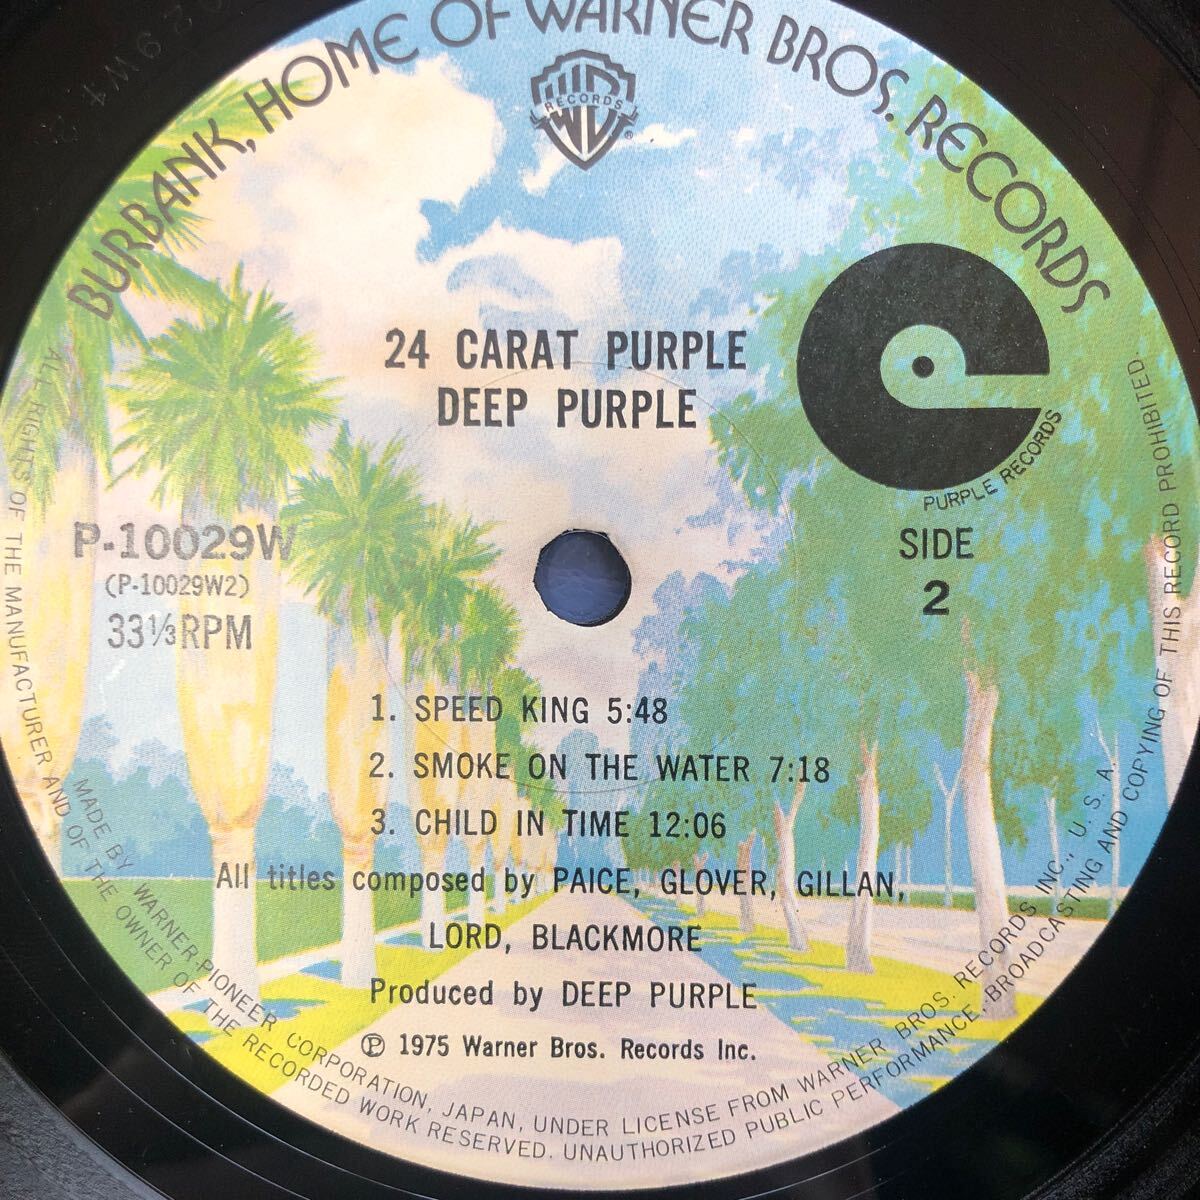 BURBANK, HOME OF WARNER BROS. RECORDS
RECORDS
®
24 CARAT PURPLE
DEEP PURPLE
PURPLE RECORDS
P-10029W
(P-10029W2)
33⅓ RPM
SIDE
2
1. SPEED KING 5:48
2. SMOKE ON THE WATER 7:18
3. CHILD IN TIME 12:06
All titles composed by PAICE, GLOVER, GILLAN,
LORD, BLACKMORE
Produced by DEEP PURPLE
Ⓟ 1975 Warner Bros. Records Inc.
MADE BY WARNER-PIONEER CORPORATION, JAPAN, UNDER LICENSE FROM WARNER BROS. RECORDS INC., U. S. A.
ALL RIGHTS OF THE MANUFACTURER AND OF THE OWNER OF THE RECORDED WORK RESERVED. UNAUTHORIZED PUBLIC PERFORMANCE, BROADCASTING AND COPYING OF THIS RECORD PROHIBITED.